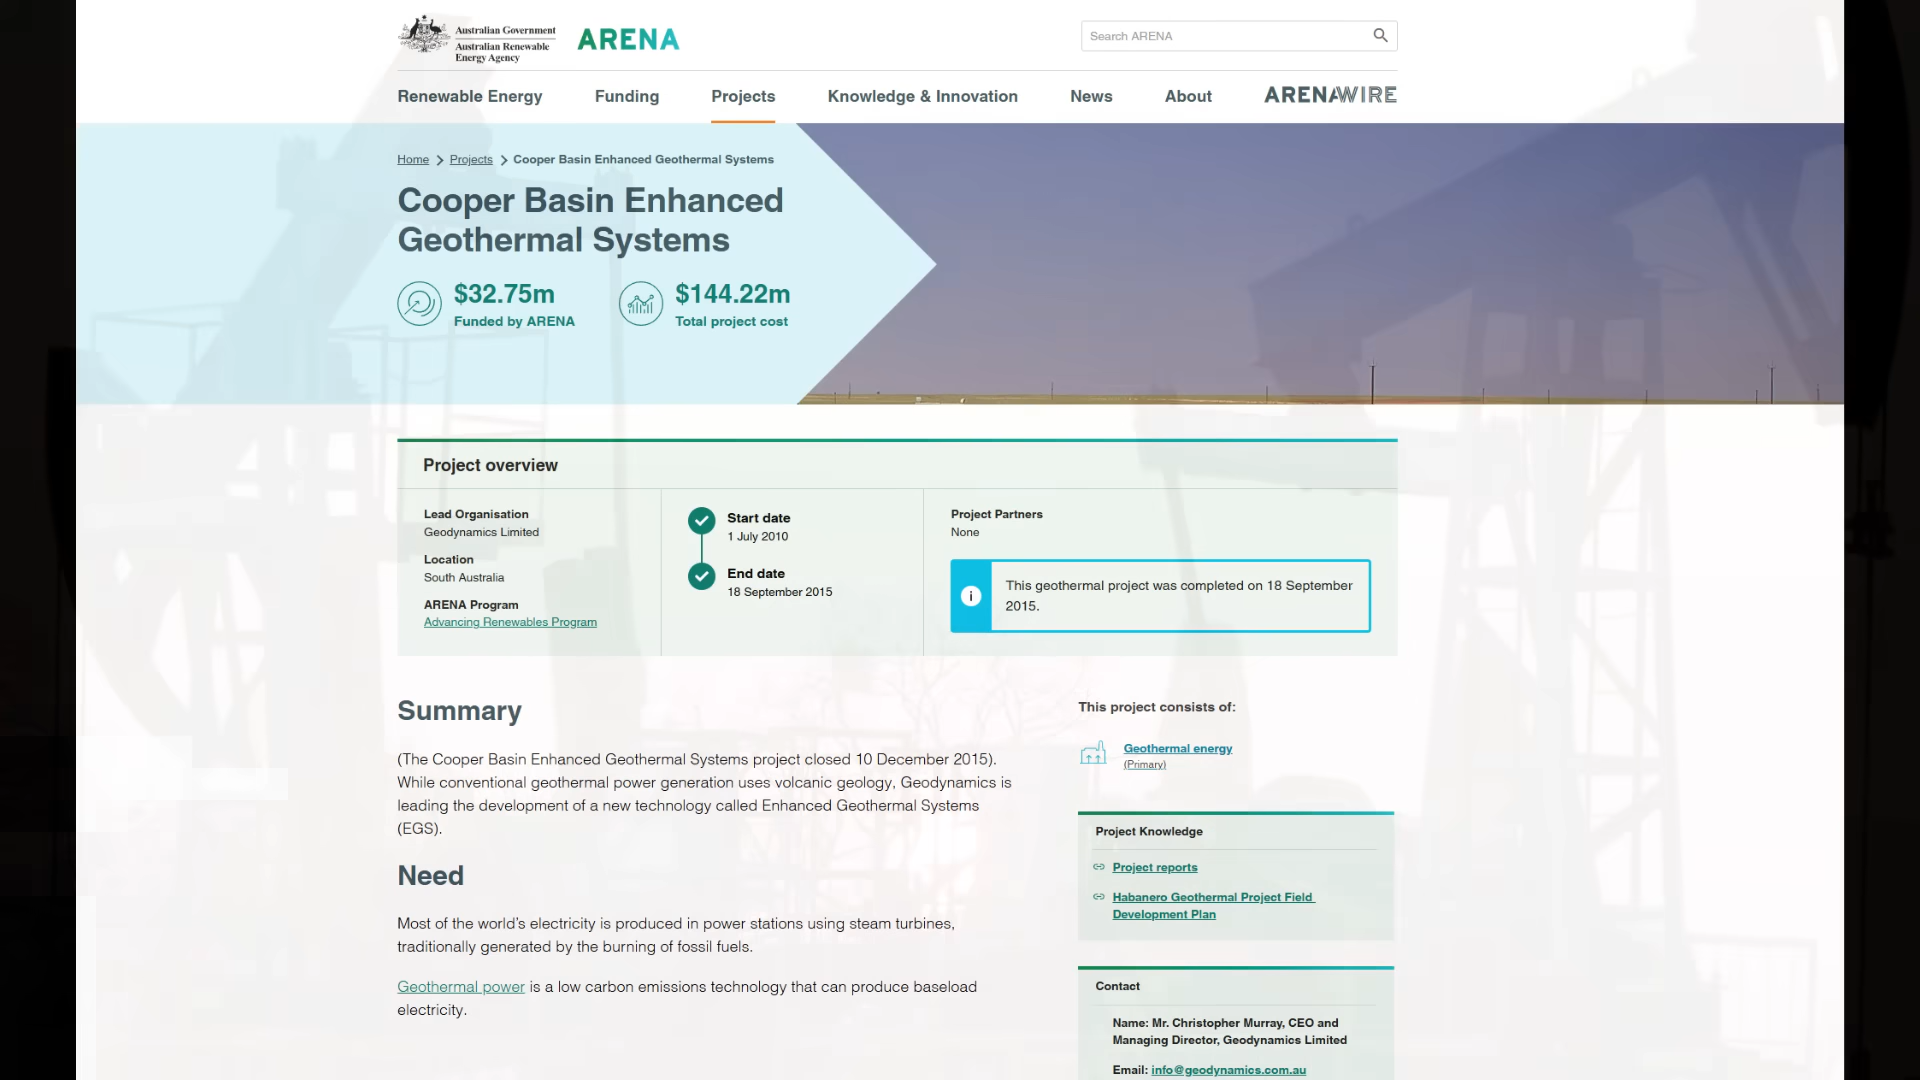 Australian Government
Australian Renewable
Energy Agency
ARENA
Search ARENA
Renewable Energy
Funding
Projects
Knowledge & Innovation
News
About
ARENAWIRE
Home
Projects
Cooper Basin Enhanced Geothermal Systems
Cooper Basin Enhanced
Geothermal Systems
$32.75m
Funded by ARENA
$144.22m
Total project cost
Project overview
Lead Organisation
Geodynamics Limited
Location
South Australia
ARENA Program
Advancing Renewables Program
Start date
1 July 2010
End date
18 September 2015
Project Partners
None
This geothermal project was completed on 18 September
2015.
Summary
(The Cooper Basin Enhanced Geothermal Systems project closed 10 December 2015).
While conventional geothermal power generation uses volcanic geology, Geodynamics is
leading the development of a new technology called Enhanced Geothermal Systems
(EGS).
Need
Most of the world's electricity is produced in power stations using steam turbines,
traditionally generated by the burning of fossil fuels.
Geothermal power is a low carbon emissions technology that can produce baseload
electricity.
This project consists of:
Geothermal energy
(Primary)
Project Knowledge
Project reports
Habanero Geothermal Project Field
Development Plan
Contact
Name: Mr. Christopher Murray, CEO and
Managing Director, Geodynamics Limited
Email: info@geodynamics.com.au